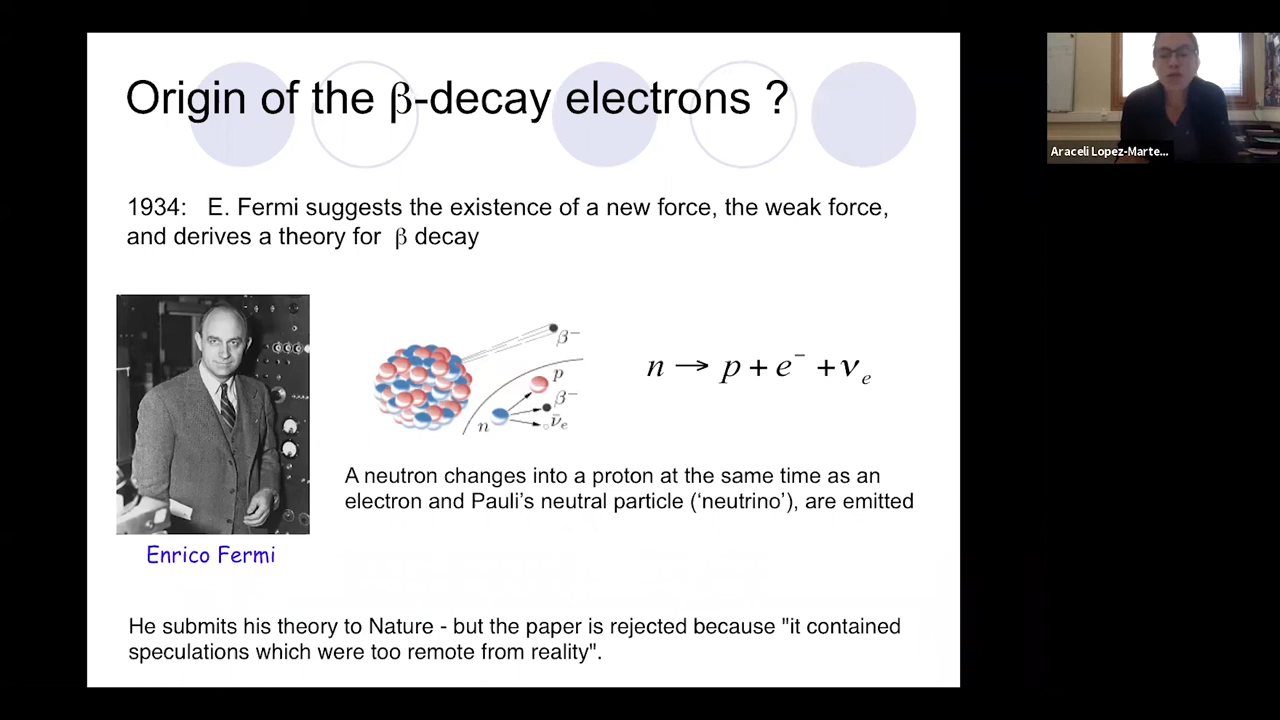 Origin of the β-decay electrons ?
1934: E. Fermi suggests the existence of a new force, the weak force,
and derives a theory for β decay
β⁻
p
β⁻
n
ν̄ₑ
n → p + e⁻ + νₑ
A neutron changes into a proton at the same time as an
electron and Pauli's neutral particle ('neutrino'), are emitted
Enrico Fermi
He submits his theory to Nature - but the paper is rejected because "it contained
speculations which were too remote from reality".
Araceli Lopez-Marte...